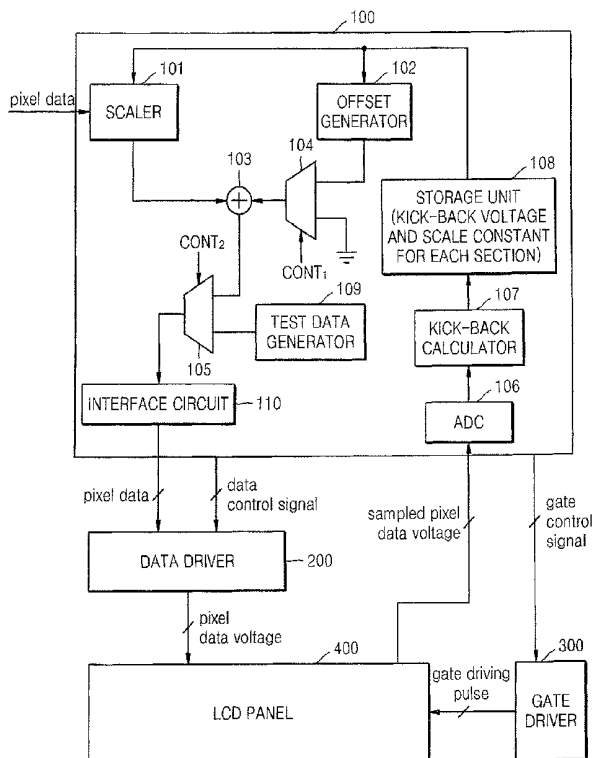 100
101
102
pixel data
SCALER
OFFSET
GENERATOR
103
104
108
STORAGE UNIT
(KICK-BACK VOLTAGE
AND SCALE CONSTANT
FOR EACH SECTION)
CONT₂
CONT₁
109
107
TEST DATA
GENERATOR
KICK-BACK
CALCULATOR
105
106
INTERFACE CIRCUIT
110
ADC
pixel data
data
control signal
sampled pixel
data voltage
gate
control
signal
DATA DRIVER
200
pixel
data voltage
400
300
gate driving
pulse
LCD PANEL
GATE
DRIVER